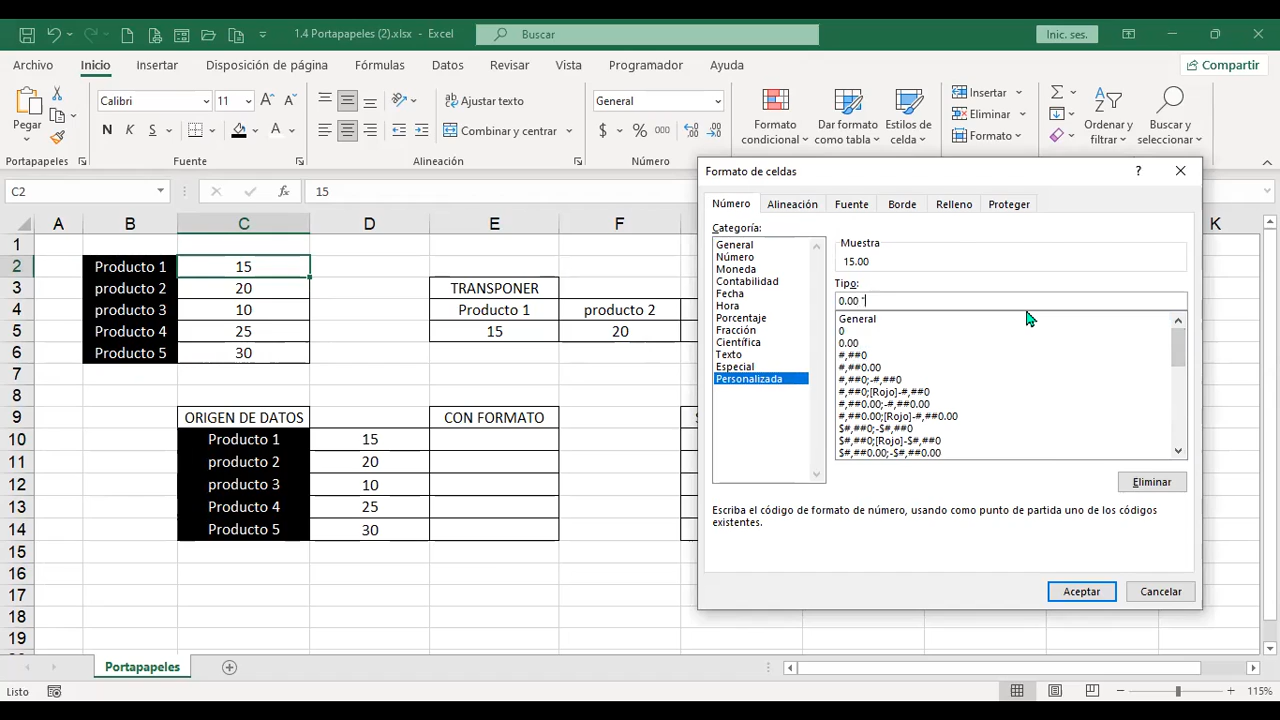 1.4 Portapapeles (2).xlsx - Excel
Buscar
Inic. ses.
Archivo Inicio Insertar Disposición de página Fórmulas Datos Revisar Vista Programador Ayuda Compartir
Pegar
Calibri 11
N K S
A A
Ajustar texto
Combinar y centrar
General
$ % 000
Formato condicional
Dar formato como tabla
Estilos de celda
Insertar
Eliminar
Formato
Ordenar y filtrar
Buscar y seleccionar
Portapapeles Fuente Alineación Número
C2 fx 15
A B C D E F K
1
2 Producto 1 15
3 producto 2 20 TRANSPONER
4 producto 3 10 Producto 1 producto 2
5 Producto 4 25 15 20
6 Producto 5 30
7
8
9 ORIGEN DE DATOS CON FORMATO
10 Producto 1 15
11 producto 2 20
12 producto 3 10
13 Producto 4 25
14 Producto 5 30
15
16
17
18
19
Formato de celdas ?
Número Alineación Fuente Borde Relleno Proteger
Categoría:
General
Número
Moneda
Contabilidad
Fecha
Hora
Porcentaje
Fracción
Científica
Texto
Especial
Personalizada
Muestra
15.00
Tipo:
0.00 "
General
0
0.00
#,##0
#,##0.00
#,##0;-#,##0
#,##0;[Rojo]-#,##0
#,##0.00;-#,##0.00
#,##0.00;[Rojo]-#,##0.00
$#,##0;-$#,##0
$#,##0;[Rojo]-$#,##0
$#,##0.00;-$#,##0.00
Eliminar
Escriba el código de formato de número, usando como punto de partida uno de los códigos
existentes.
Aceptar Cancelar
Portapapeles
Listo 115%